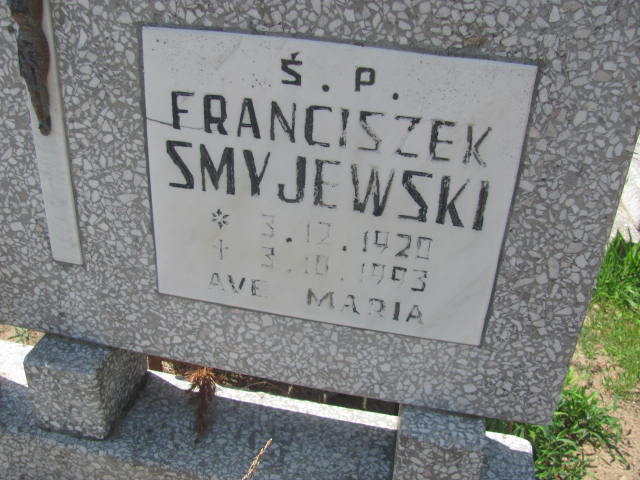 Ś. P.
FRANCISZEK
SMYJEWSKI
* 3.12.1920
† 3.10.1993
AVE MARIA